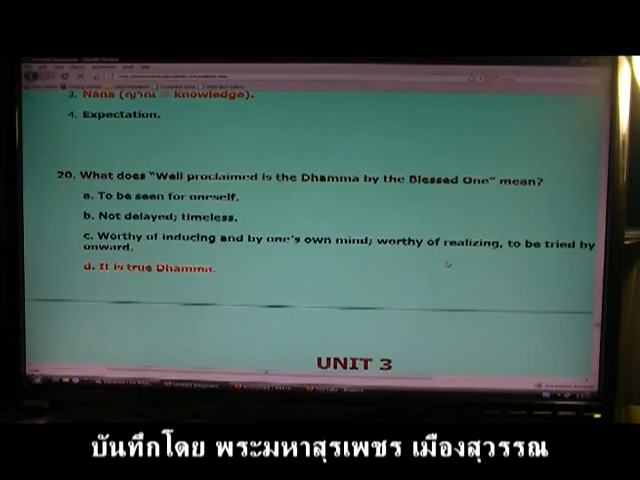 3. Nana (ญาณ = knowledge).
4. Expectation.
20. What does "Well proclaimed is the Dhamma by the Blessed One" mean?
a. To be seen for oneself.
b. Not delayed; timeless.
c. Worthy of inducing and by one's own mind; worthy of realizing, to be tried by
onward.
d. It is true Dhamma.
UNIT 3
บันทึกโดย พระมหาสุรเพชร เมืองสุวรรณ